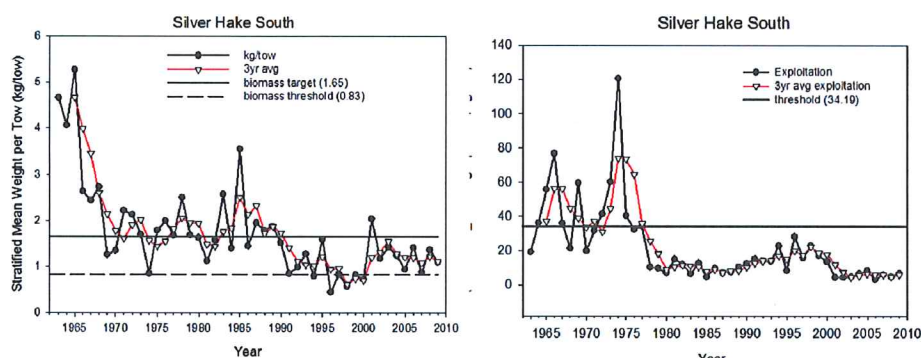 Silver Hake South
6
5
4
3
2
1
0
Stratified Mean Weight per Tow (kg/tow)
kg/tow
3yr avg
biomass target (1.65)
biomass threshold (0.83)
1965 1970 1975 1980 1985 1990 1995 2000 2005 2010
Year
Silver Hake South
140
120
100
80
60
40
20
0
Exploitation
3yr avg exploitation
threshold (34.19)
1965 1970 1975 1980 1985 1990 1995 2000 2005 2010